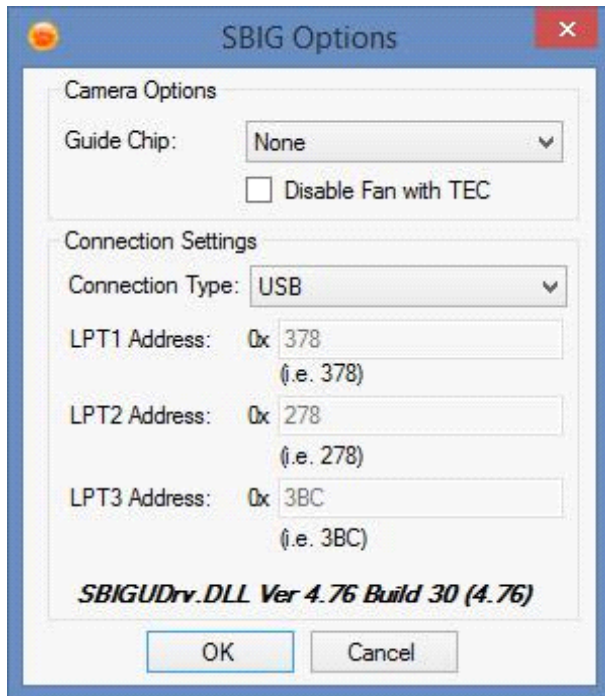 SBIG Options
Camera Options
Guide Chip: None
Disable Fan with TEC
Connection Settings
Connection Type: USB
LPT1 Address: 0x 378
(i.e. 378)
LPT2 Address: 0x 278
(i.e. 278)
LPT3 Address: 0x 3BC
(i.e. 3BC)
SBIGUDrv.DLL Ver 4.76 Build 30 (4.76)
OK Cancel